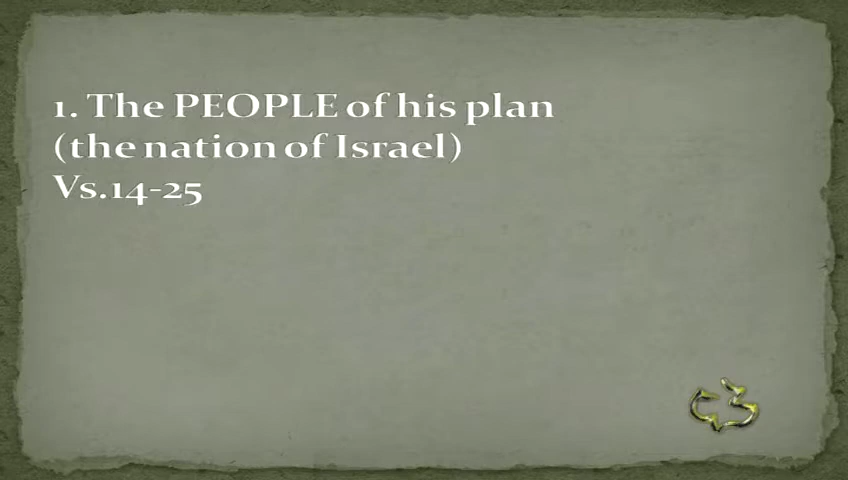 1. The PEOPLE of his plan
(the nation of Israel)
Vs.14-25